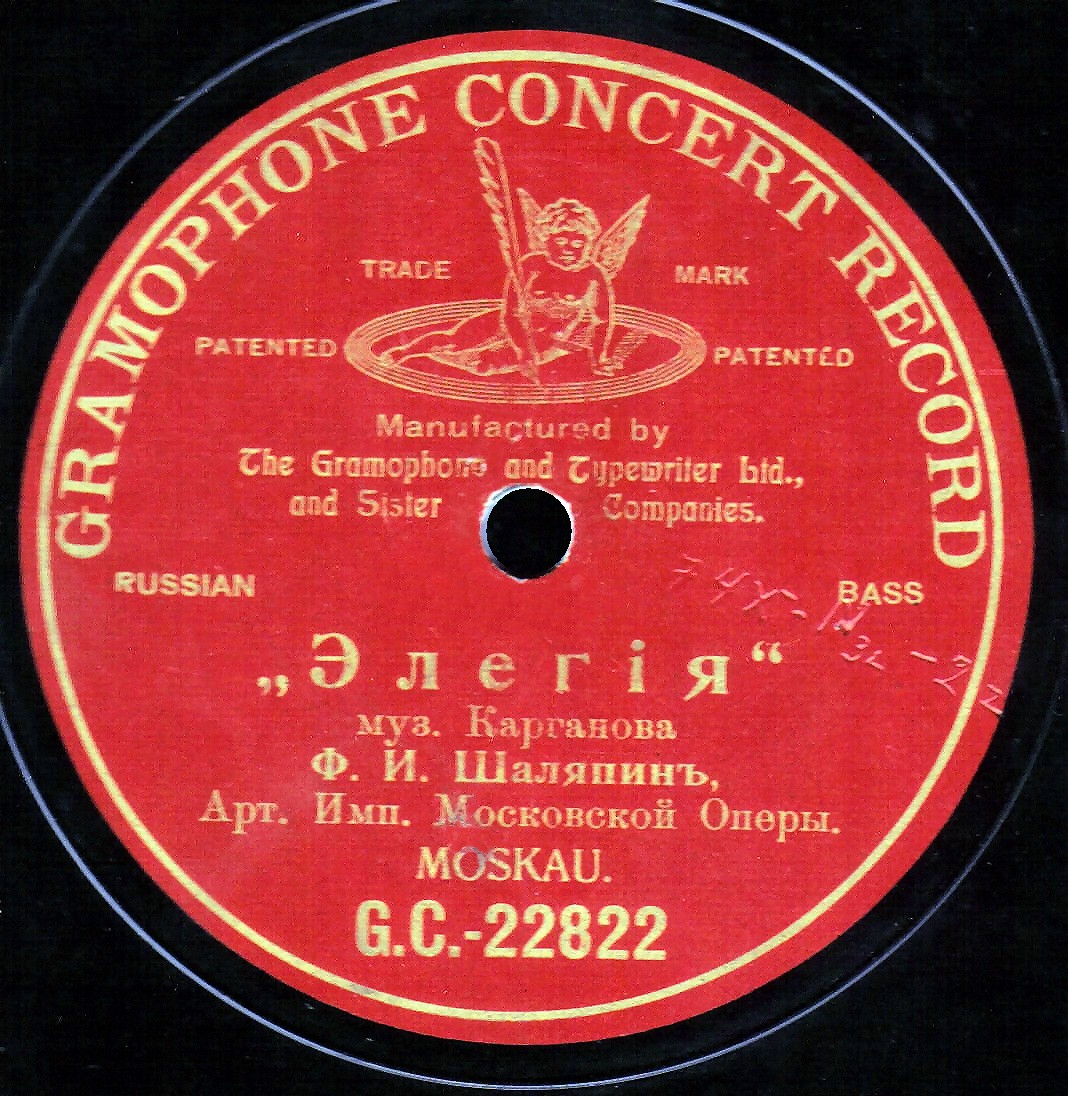 GRAMOPHONE CONCERT RECORD
TRADE MARK
PATENTED PATENTED
Manufactured by
The Gramophone and Typewriter Ltd.,
and Sister Companies.
RUSSIAN BASS
„Элегія“
муз. Карганова
Ф. И. Шаляпинъ,
Арт. Имп. Московской Оперы.
MOSKAU.
G.C.-22822